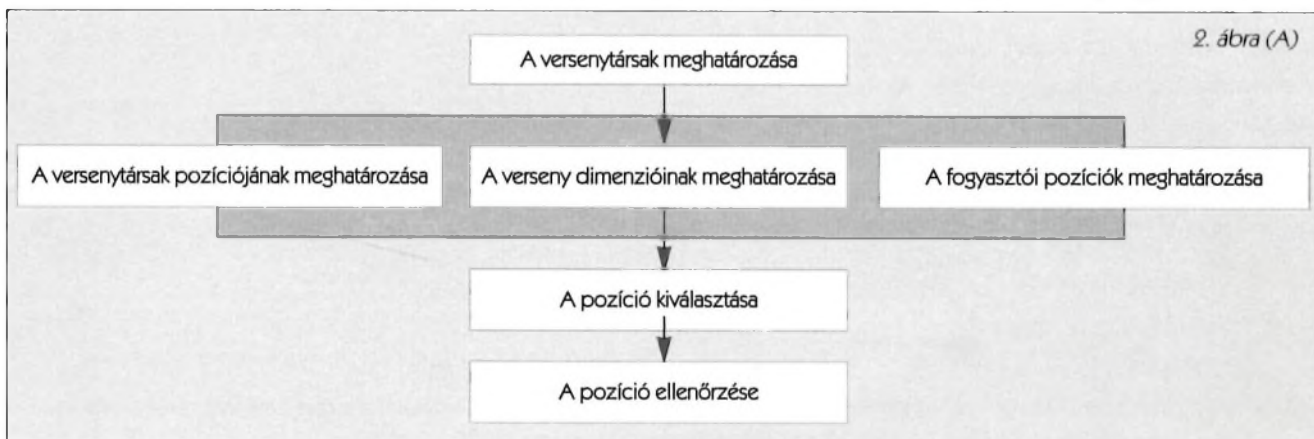 2. ábra (A)
A versenytársak meghatározása
A versenytársak pozíciójának meghatározása
A verseny dimenzióinak meghatározása
A fogyasztói pozíciók meghatározása
A pozíció kiválasztása
A pozíció ellenőrzése